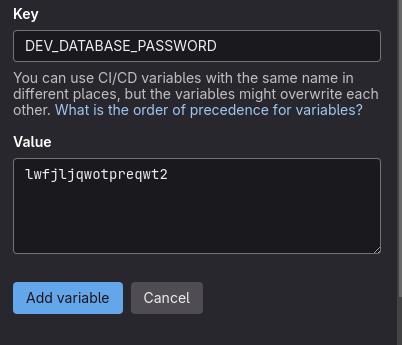 Key
DEV_DATABASE_PASSWORD
You can use CI/CD variables with the same name in
different places, but the variables might overwrite each
other. What is the order of precedence for variables?
Value
lwfjljqwotpreqwt2
Add variable
Cancel